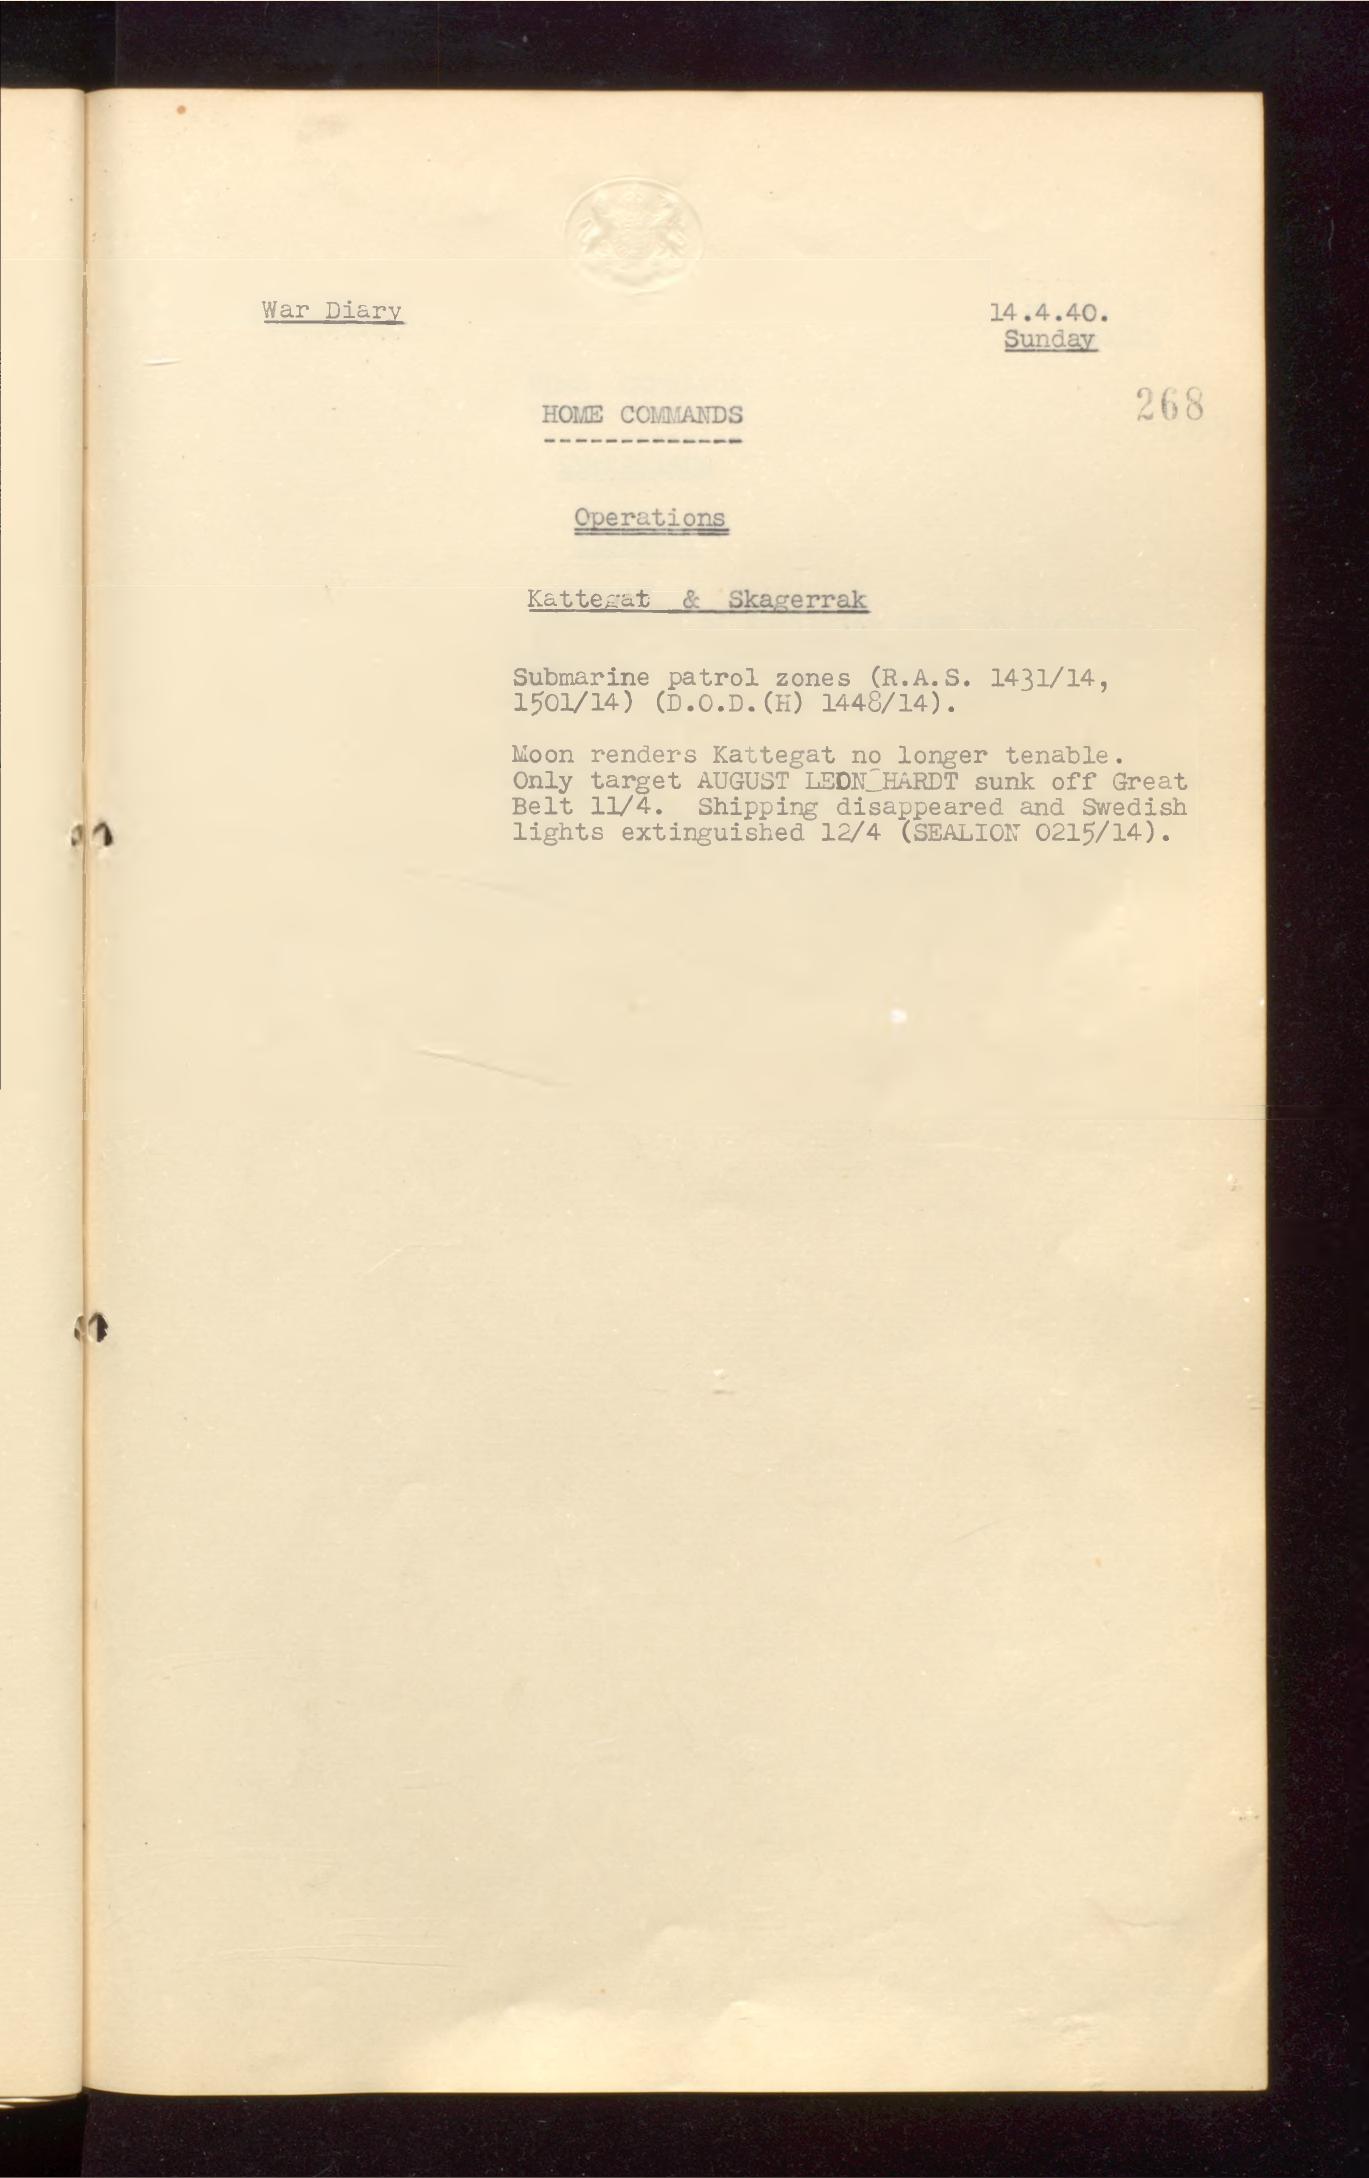 War Diary
14.4.40.
Sunday
268
HOME COMMANDS
-------------
Operations
Kattegat & Skagerrak
Submarine patrol zones (R.A.S. 1431/14,
1501/14) (D.O.D.(H) 1448/14).
Moon renders Kattegat no longer tenable.
Only target AUGUST LEON_HARDT sunk off Great
Belt 11/4. Shipping disappeared and Swedish
lights extinguished 12/4 (SEALION 0215/14).